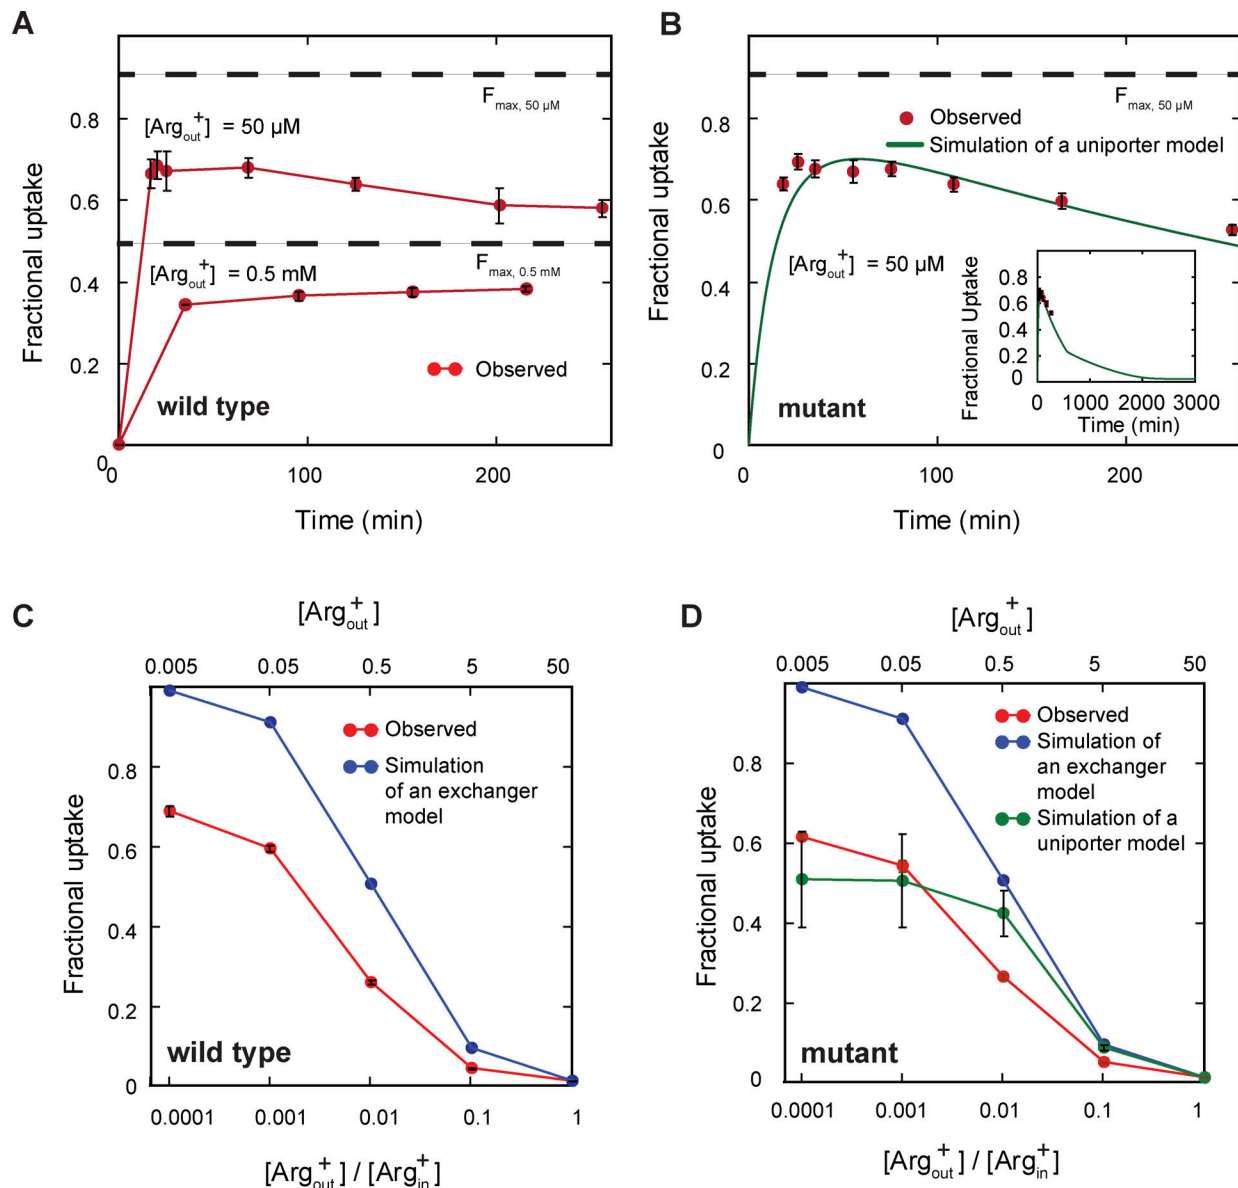 A
Fractional uptake
0.8
0.6
0.4
0.2
0
0
100
200
Time (min)
F max, 50 µM
[Arg out +] = 50 µM
[Arg out +] = 0.5 mM
F max, 0.5 mM
Observed
wild type
B
Fractional uptake
0.8
0.6
0.4
0.2
0
0
100
200
Time (min)
F max, 50 µM
Observed
Simulation of a uniporter model
[Arg out +] = 50 µM
mutant
Fractional Uptake
1.0
0.8
0.6
0.4
0.2
0
0
1000
2000
3000
Time (min)
C
[Arg out +]
0.005
0.05
0.5
5
50
Fractional uptake
0.8
0.6
0.4
0.2
0
Observed
Simulation
of an exchanger
model
wild type
0.0001
0.001
0.01
0.1
1
[Arg out +] / [Arg in +]
D
[Arg out +]
0.005
0.05
0.5
5
50
Fractional uptake
0.8
0.6
0.4
0.2
0
Observed
Simulation of
an exchanger
model
Simulation of a
uniporter model
mutant
0.0001
0.001
0.01
0.1
1
[Arg out +] / [Arg in +]